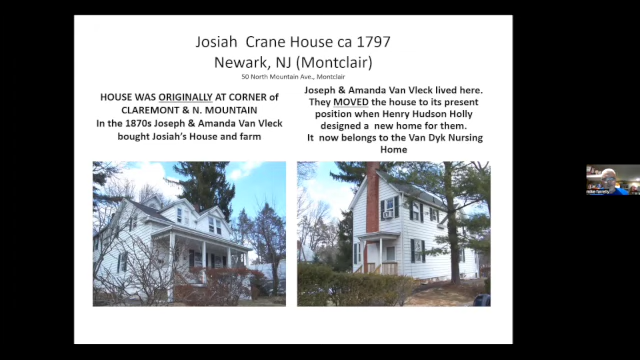 Josiah  Crane House ca 1797
Newark, NJ (Montclair)
50 North Mountain Ave., Montclair
HOUSE WAS ORIGINALLY AT CORNER of
CLAREMONT & N. MOUNTAIN
In the 1870s Joseph & Amanda Van Vleck
bought Josiah's House and farm
Joseph & Amanda Van Vleck lived here.
They MOVED the house to its present
position when Henry Hudson Holly
designed a  new home for them.
It  now belongs to the Van Dyk Nursing
Home